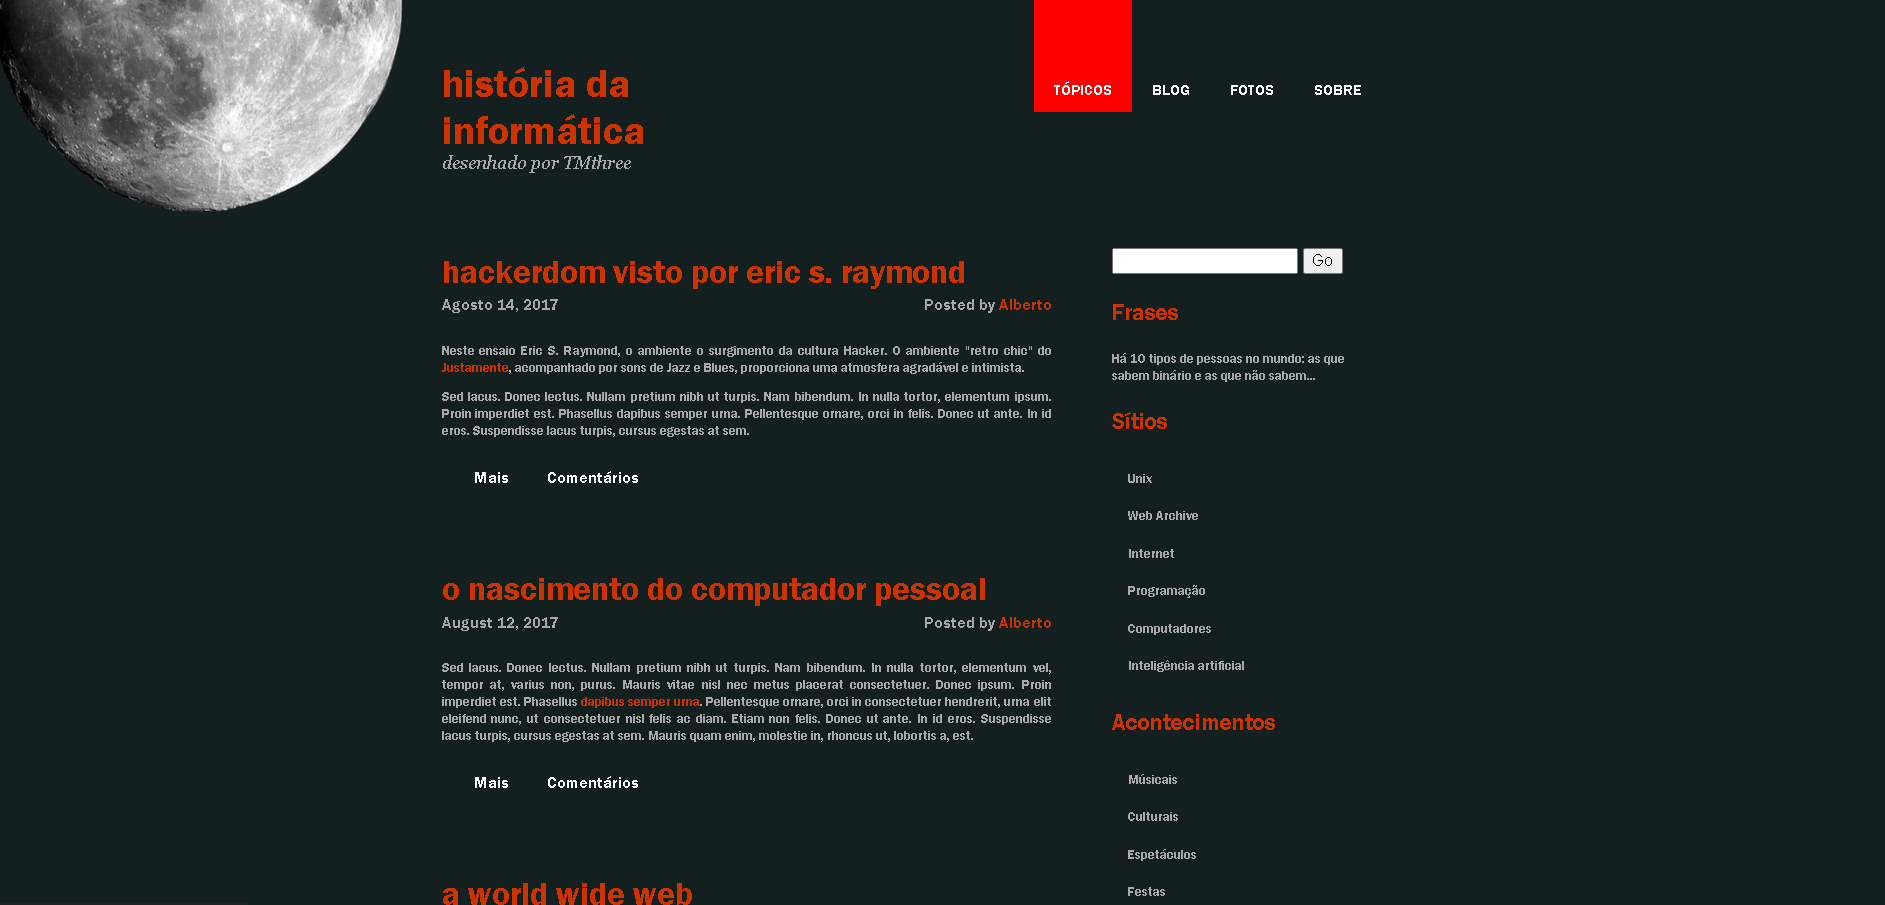 história da
informática
desenhado por TMthree
TÓPICOS BLOG FOTOS SOBRE
hackerdom visto por eric s. raymond
Agosto 14, 2017 Posted by Alberto
Neste ensaio Eric S. Raymond, o ambiente o surgimento da cultura Hacker. O ambiente "retro chic" do
Justamente, acompanhado por sons de Jazz e Blues, proporciona uma atmosfera agradável e intimista.
Sed lacus. Donec lectus. Nullam pretium nibh ut turpis. Nam bibendum. In nulla tortor, elementum ipsum.
Proin imperdiet est. Phasellus dapibus semper urna. Pellentesque ornare, orci in felis. Donec ut ante. In id
eros. Suspendisse lacus turpis, cursus egestas at sem.
Mais Comentários
o nascimento do computador pessoal
August 12, 2017 Posted by Alberto
Sed lacus. Donec lectus. Nullam pretium nibh ut turpis. Nam bibendum. In nulla tortor, elementum vel,
tempor at, varius non, purus. Mauris vitae nisl nec metus placerat consectetuer. Donec ipsum. Proin
imperdiet est. Phasellus dapibus semper urna. Pellentesque ornare, orci in consectetuer hendrerit, urna elit
eleifend nunc, ut consectetuer nisl felis ac diam. Etiam non felis. Donec ut ante. In id eros. Suspendisse
lacus turpis, cursus egestas at sem. Mauris quam enim, molestie in, rhoncus ut, lobortis a, est.
Mais Comentários
a world wide web
Go
Frases
Há 10 tipos de pessoas no mundo: as que
sabem binário e as que não sabem...
Sítios
Unix
Web Archive
Internet
Programação
Computadores
Inteligência artificial
Acontecimentos
Músicais
Culturais
Espetáculos
Festas